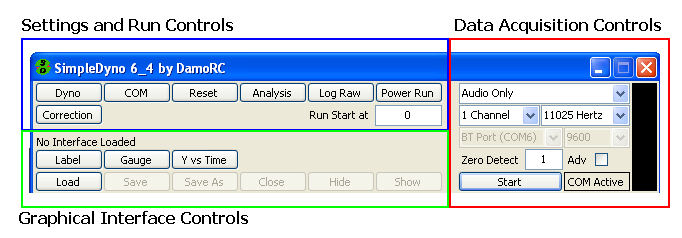 Settings and Run Controls
Data Acquisition Controls
SimpleDyno 6_4 by DamoRC
Dyno COM Reset Analysis Log Raw Power Run
Audio Only
Correction Run Start at 0
1 Channel 11025 Hertz
BT Port (COM6) 9600
No Interface Loaded
Label Gauge Y vs Time
Zero Detect 1 Adv
Load Save Save As Close Hide Show
Start COM Active
Graphical Interface Controls